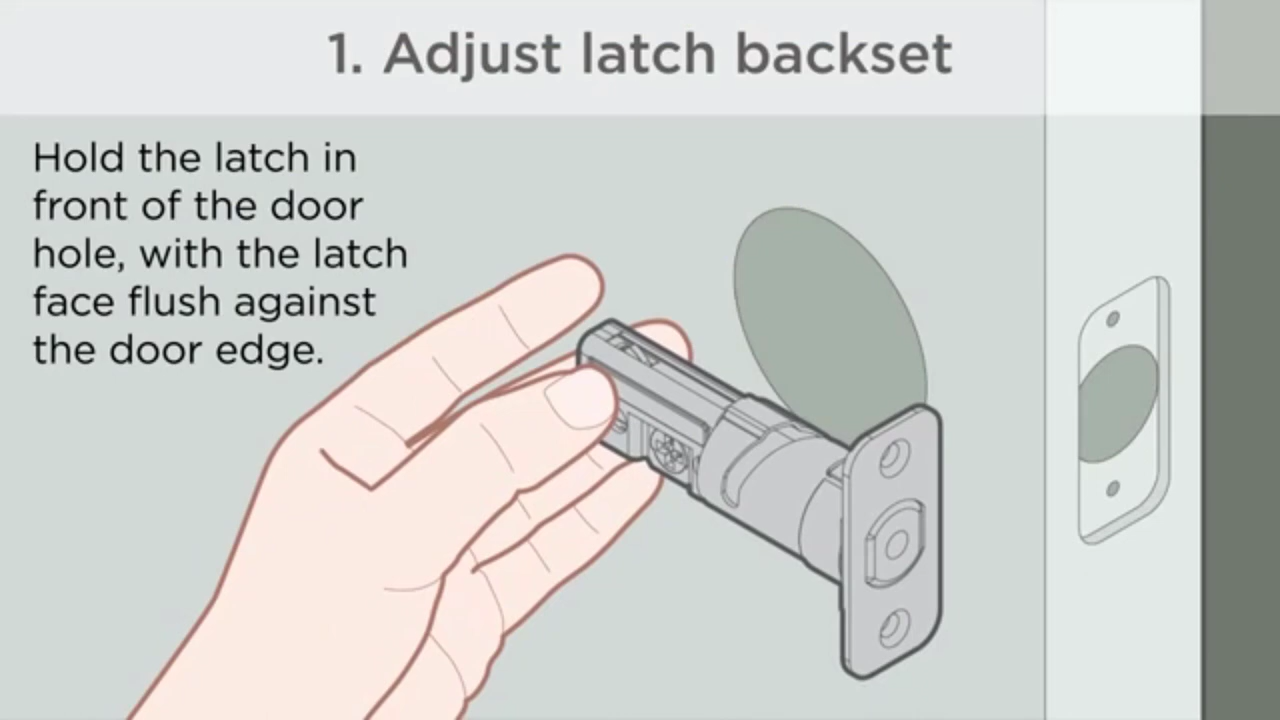 1. Adjust latch backset
Hold the latch in
front of the door
hole, with the latch
face flush against
the door edge.